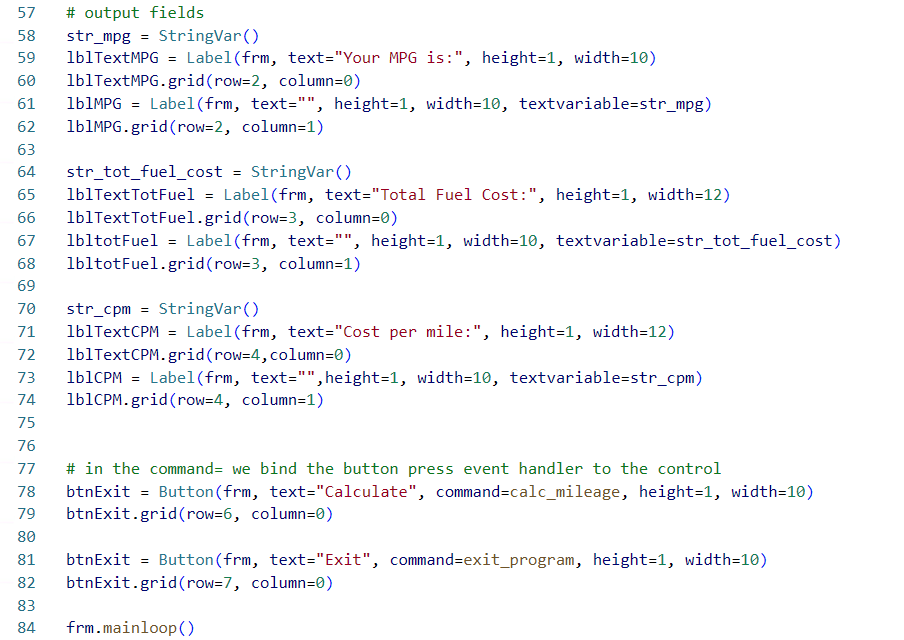 57 # output fields
58 str_mpg = StringVar()
59 lblTextMPG = Label(frm, text="Your MPG is:", height=1, width=10)
60 lblTextMPG.grid(row=2, column=0)
61 lblMPG = Label(frm, text="", height=1, width=10, textvariable=str_mpg)
62 lblMPG.grid(row=2, column=1)
63
64 str_tot_fuel_cost = StringVar()
65 lblTextTotFuel = Label(frm, text="Total Fuel Cost:", height=1, width=12)
66 lblTextTotFuel.grid(row=3, column=0)
67 lbltotFuel = Label(frm, text="", height=1, width=10, textvariable=str_tot_fuel_cost)
68 lbltotFuel.grid(row=3, column=1)
69
70 str_cpm = StringVar()
71 lblTextCPM = Label(frm, text="Cost per mile:", height=1, width=12)
72 lblTextCPM.grid(row=4,column=0)
73 lblCPM = Label(frm, text="",height=1, width=10, textvariable=str_cpm)
74 lblCPM.grid(row=4, column=1)
75
76
77 # in the command= we bind the button press event handler to the control
78 btnExit = Button(frm, text="Calculate", command=calc_mileage, height=1, width=10)
79 btnExit.grid(row=6, column=0)
80
81 btnExit = Button(frm, text="Exit", command=exit_program, height=1, width=10)
82 btnExit.grid(row=7, column=0)
83
84 frm.mainloop()